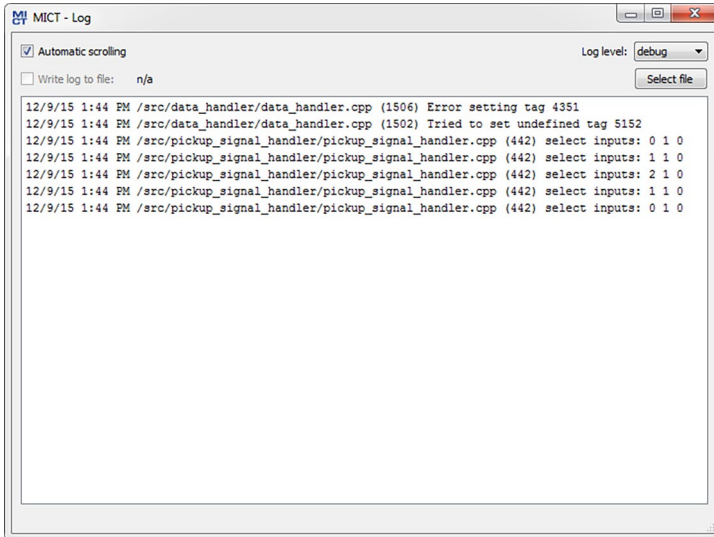 MICT MICT - Log
Automatic scrolling Log level: debug
Write log to file: n/a Select file
12/9/15 1:44 PM /src/data_handler/data_handler.cpp (1506) Error setting tag 4351
12/9/15 1:44 PM /src/data_handler/data_handler.cpp (1502) Tried to set undefined tag 5152
12/9/15 1:44 PM /src/pickup_signal_handler/pickup_signal_handler.cpp (442) select inputs: 0 1 0
12/9/15 1:44 PM /src/pickup_signal_handler/pickup_signal_handler.cpp (442) select inputs: 1 1 0
12/9/15 1:44 PM /src/pickup_signal_handler/pickup_signal_handler.cpp (442) select inputs: 2 1 0
12/9/15 1:44 PM /src/pickup_signal_handler/pickup_signal_handler.cpp (442) select inputs: 1 1 0
12/9/15 1:44 PM /src/pickup_signal_handler/pickup_signal_handler.cpp (442) select inputs: 0 1 0